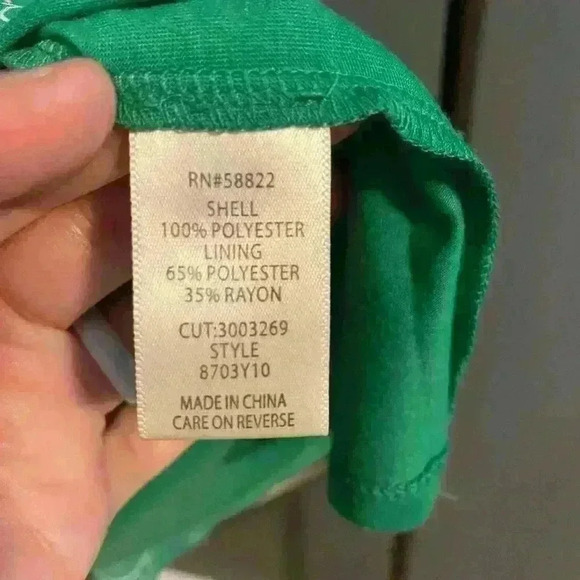 RN#58822
SHELL
100% POLYESTER
LINING
65% POLYESTER
35% RAYON
CUT:3003269
STYLE
8703Y10
MADE IN CHINA
CARE ON REVERSE